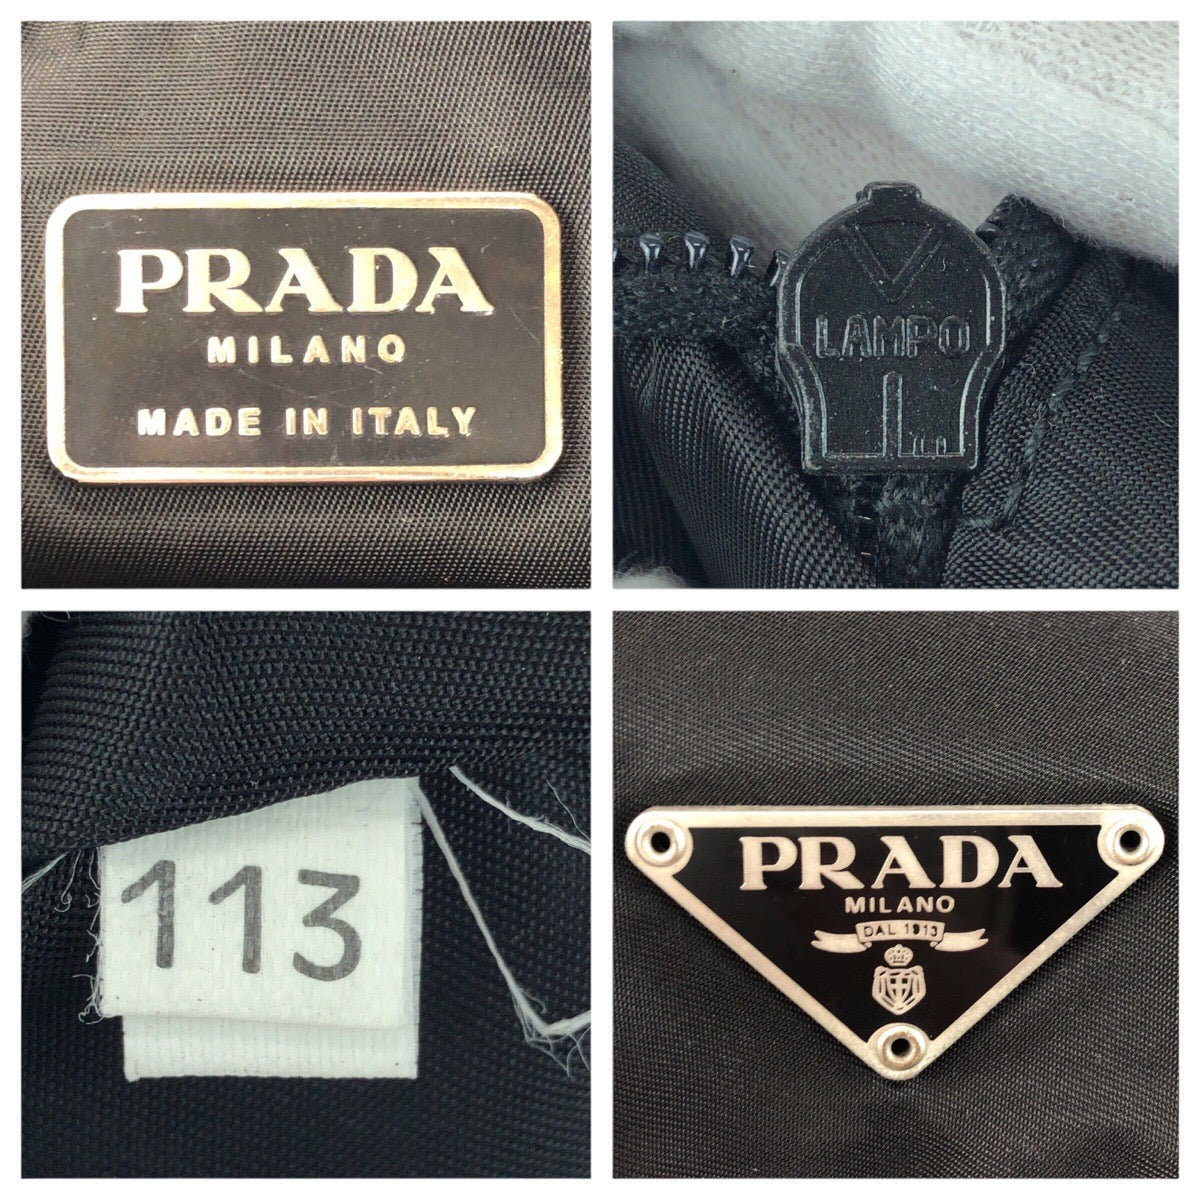 PRADA
MILANO
MADE IN ITALY
LAMPO
113
PRADA
MILANO
DAL 1913